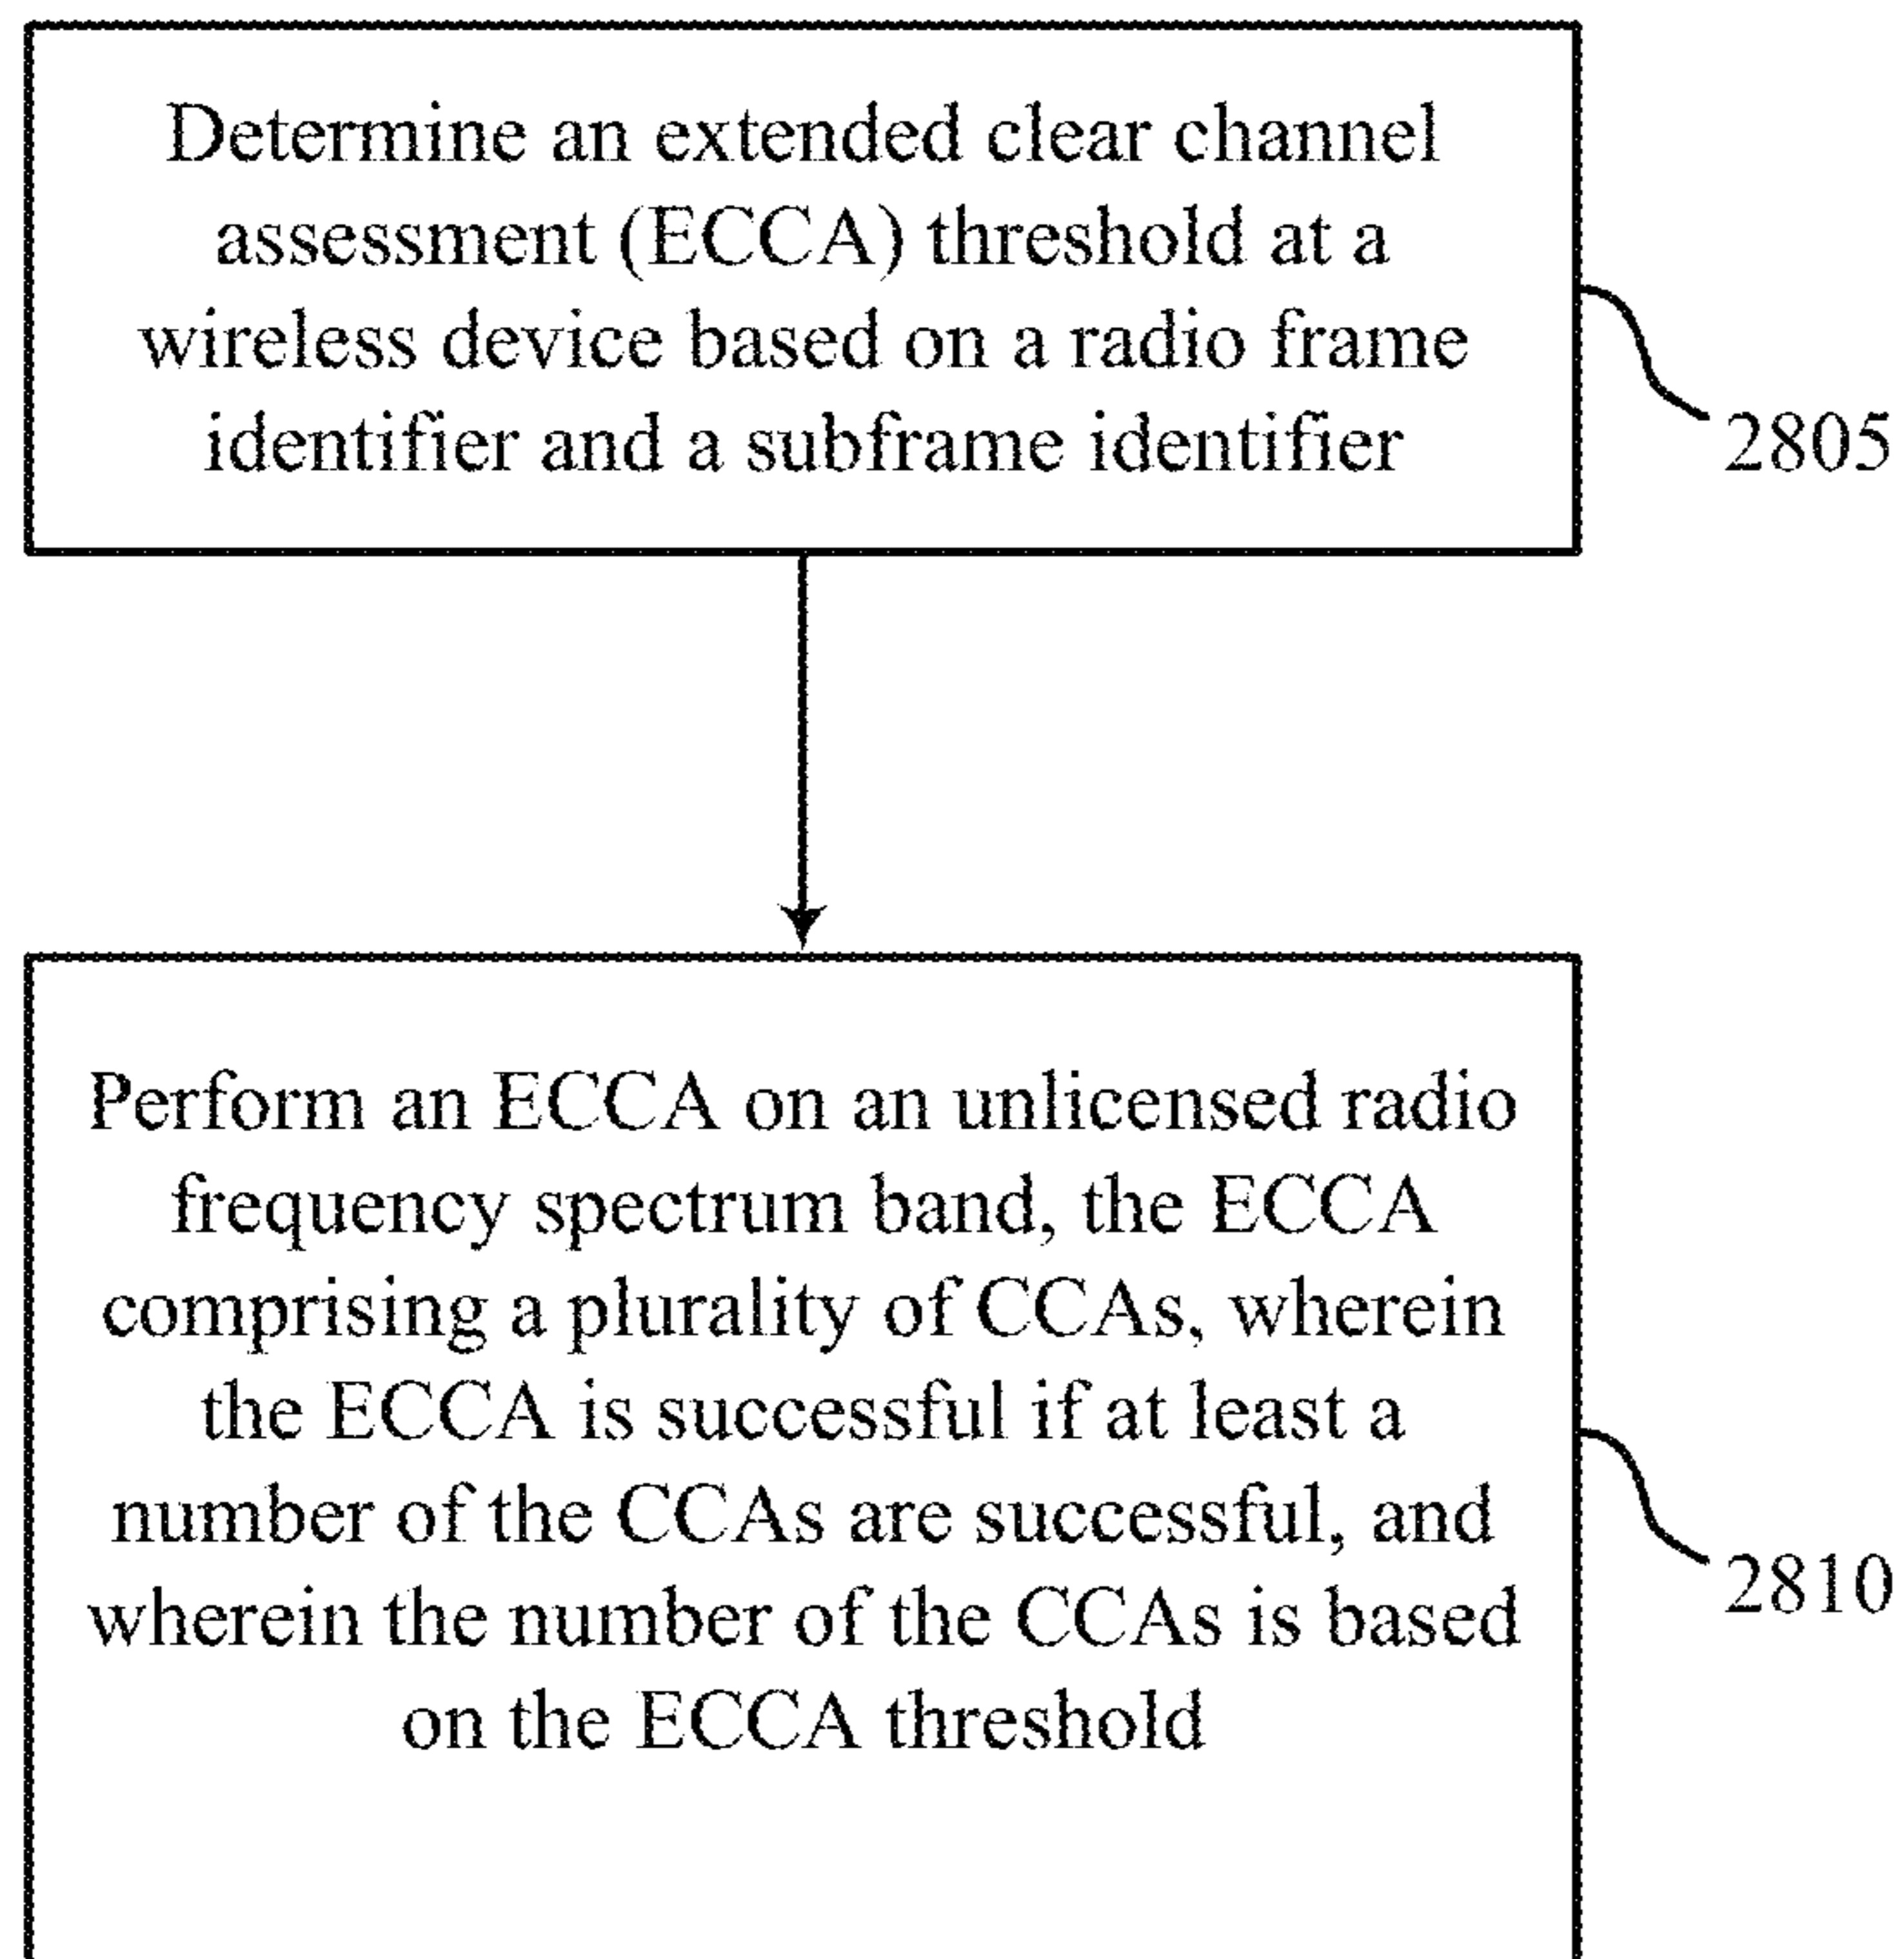 Determine an extended clear channel
assessment (ECCA) threshold at a
wireless device based on a radio frame
identifier and a subframe identifier
2805
Perform an ECCA on an unlicensed radio
frequency spectrum band, the ECCA
comprising a plurality of CCAs, wherein
the ECCA is successful if at least a
number of the CCAs are successful, and
wherein the number of the CCAs is based
on the ECCA threshold
2810